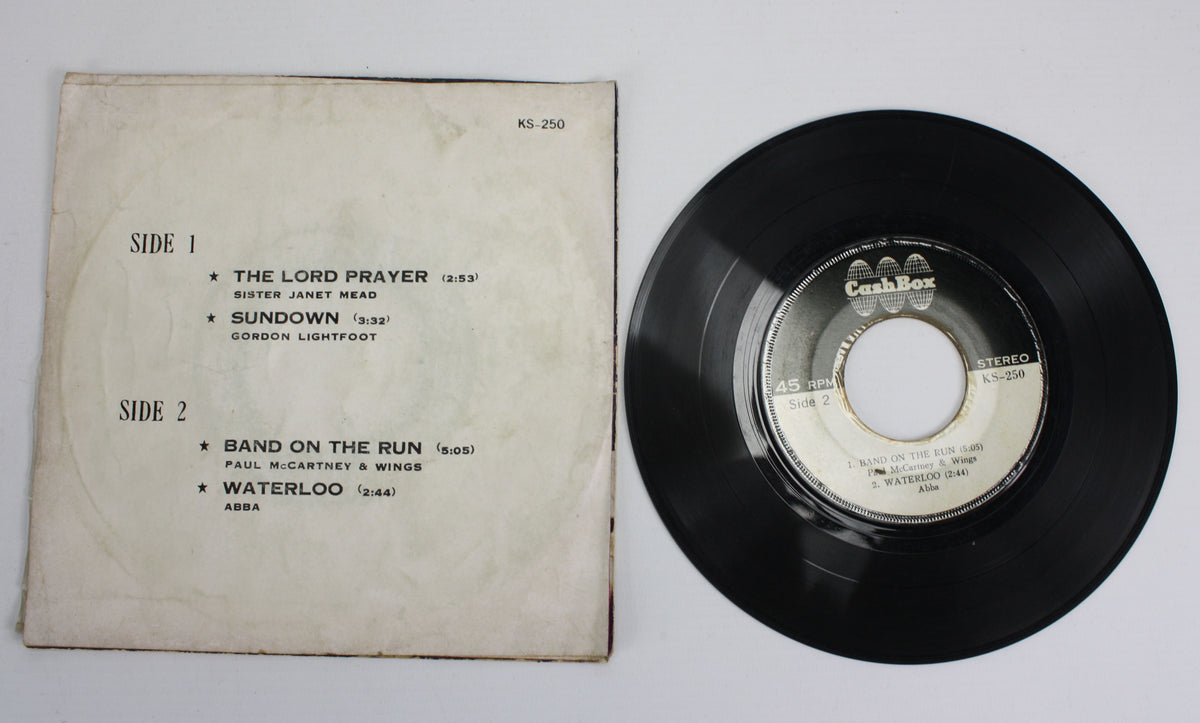 KS-250
SIDE 1
★ THE LORD PRAYER (2:53)
SISTER JANET MEAD
★ SUNDOWN (3:32)
GORDON LIGHTFOOT
SIDE 2
★ BAND ON THE RUN (5:05)
PAUL McCARTNEY & WINGS
★ WATERLOO (2:44)
ABBA
CashBox
45 RPM
STEREO
Side 2
KS-250
1. BAND ON THE RUN (5:05)
Paul McCartney & Wings
2. WATERLOO (2:44)
Abba